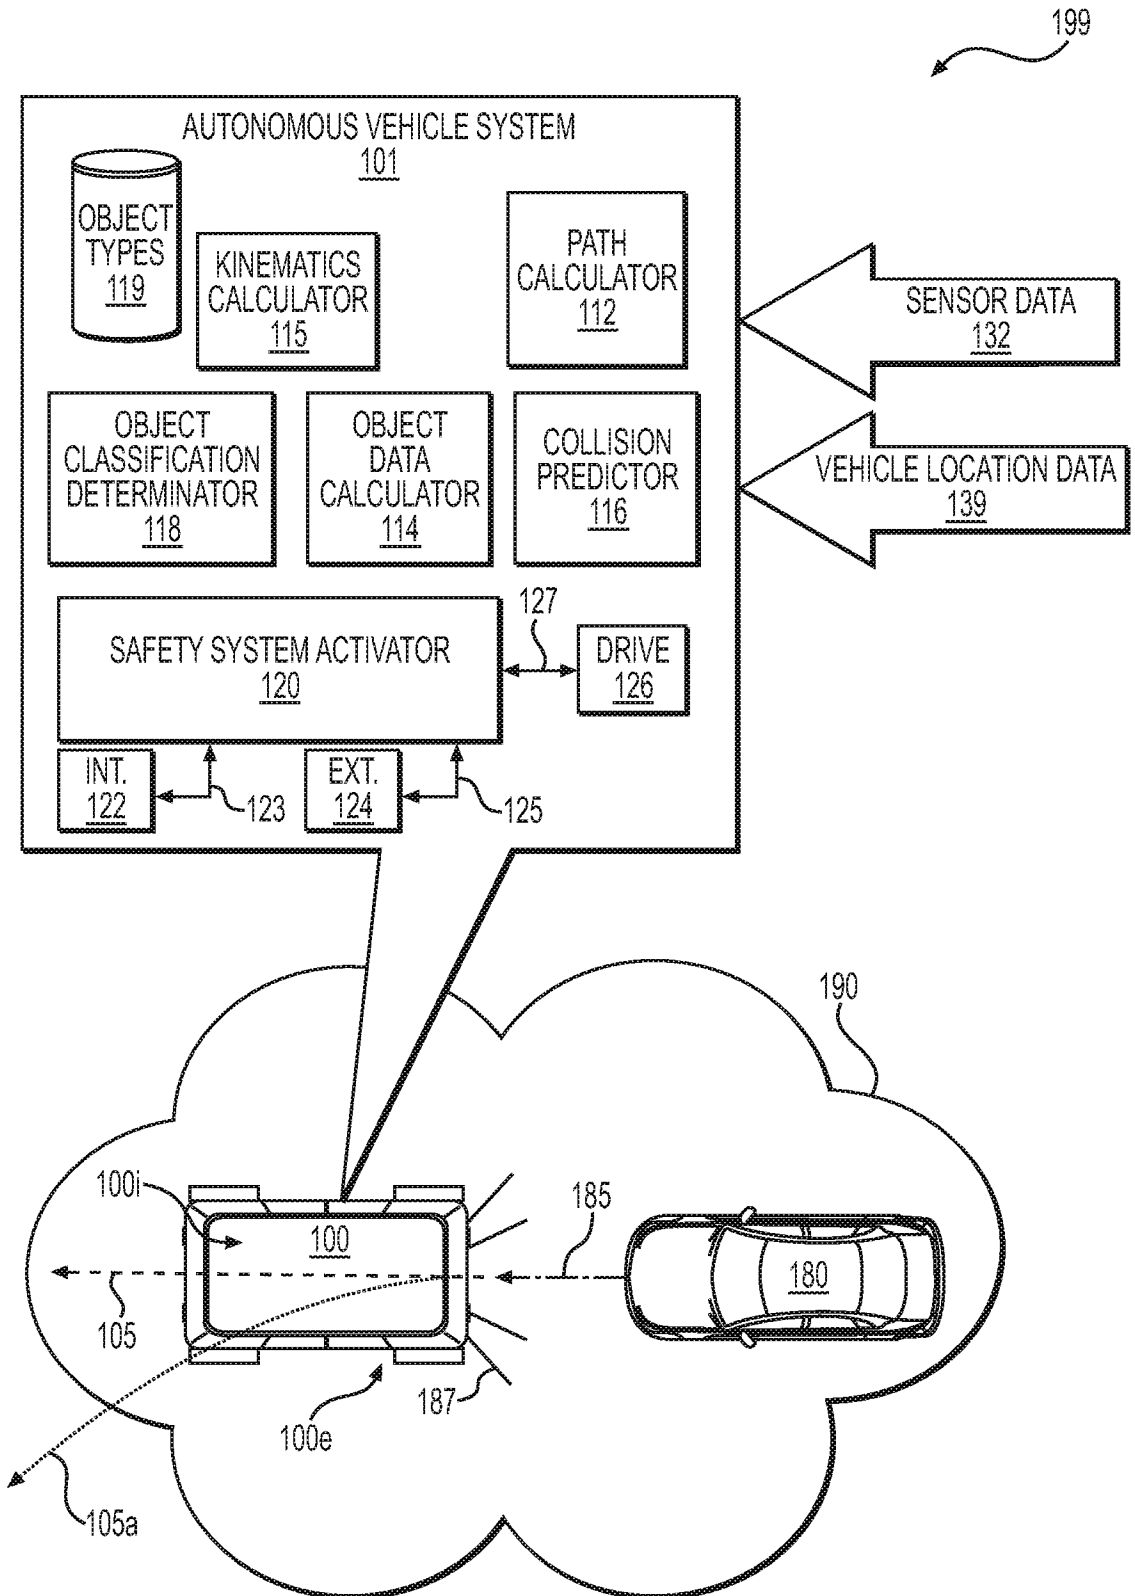 199
AUTONOMOUS VEHICLE SYSTEM
101
OBJECT
TYPES
119
KINEMATICS
CALCULATOR
115
PATH
CALCULATOR
112
SENSOR DATA
132
OBJECT
CLASSIFICATION
DETERMINATOR
118
OBJECT
DATA
CALCULATOR
114
COLLISION
PREDICTOR
116
VEHICLE LOCATION DATA
139
SAFETY SYSTEM ACTIVATOR
120
127
DRIVE
126
INT.
122
123
EXT.
124
125
190
100i
100
185
180
105
187
100e
105a